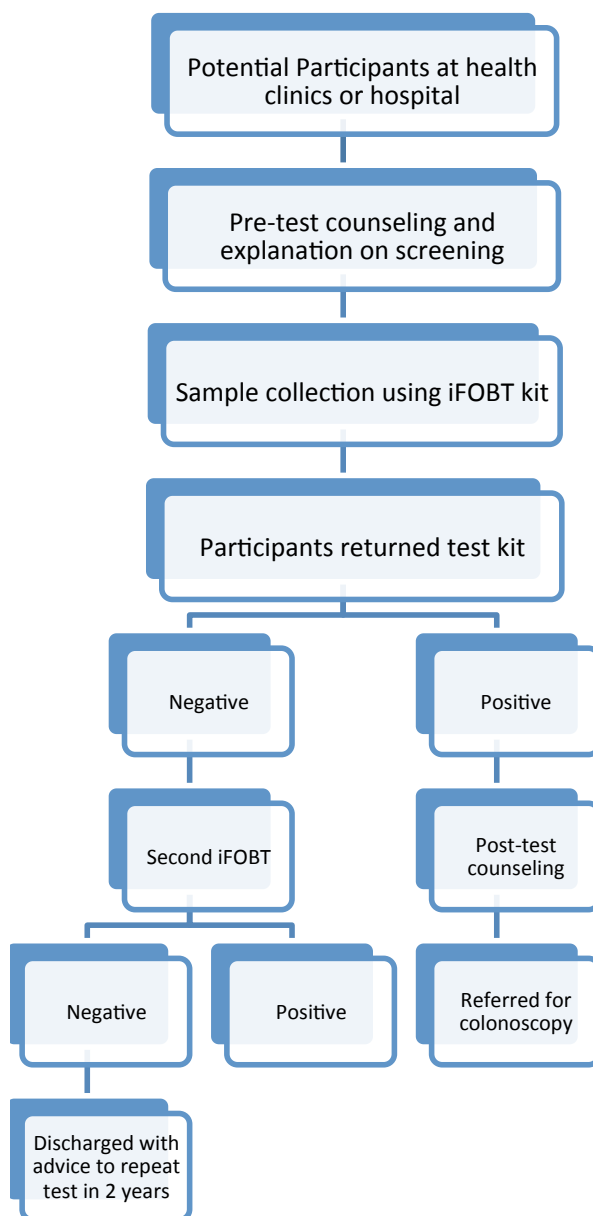 Potential Participants at health
clinics or hospital
Pre-test counseling and
explanation on screening
Sample collection using iFOBT kit
Participants returned test kit
Negative
Positive
Second iFOBT
Post-test
counseling
Negative
Positive
Referred for
colonoscopy
Discharged with
advice to repeat
test in 2 years